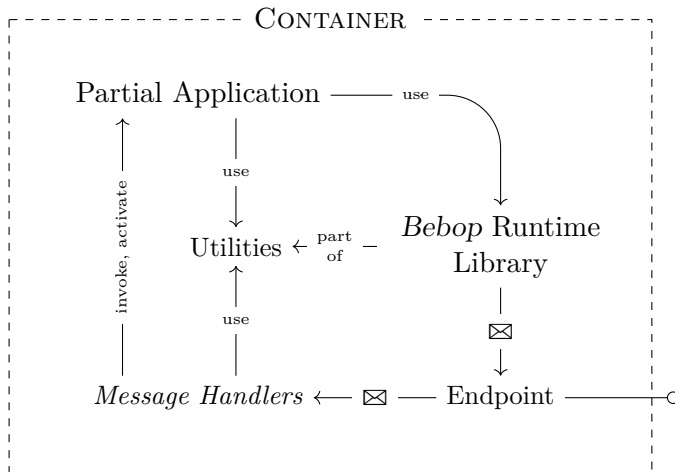 CONTAINER
Partial Application
use
use
invoke, activate
Utilities
part
of
Bebop Runtime
Library
use
Message Handlers
Endpoint